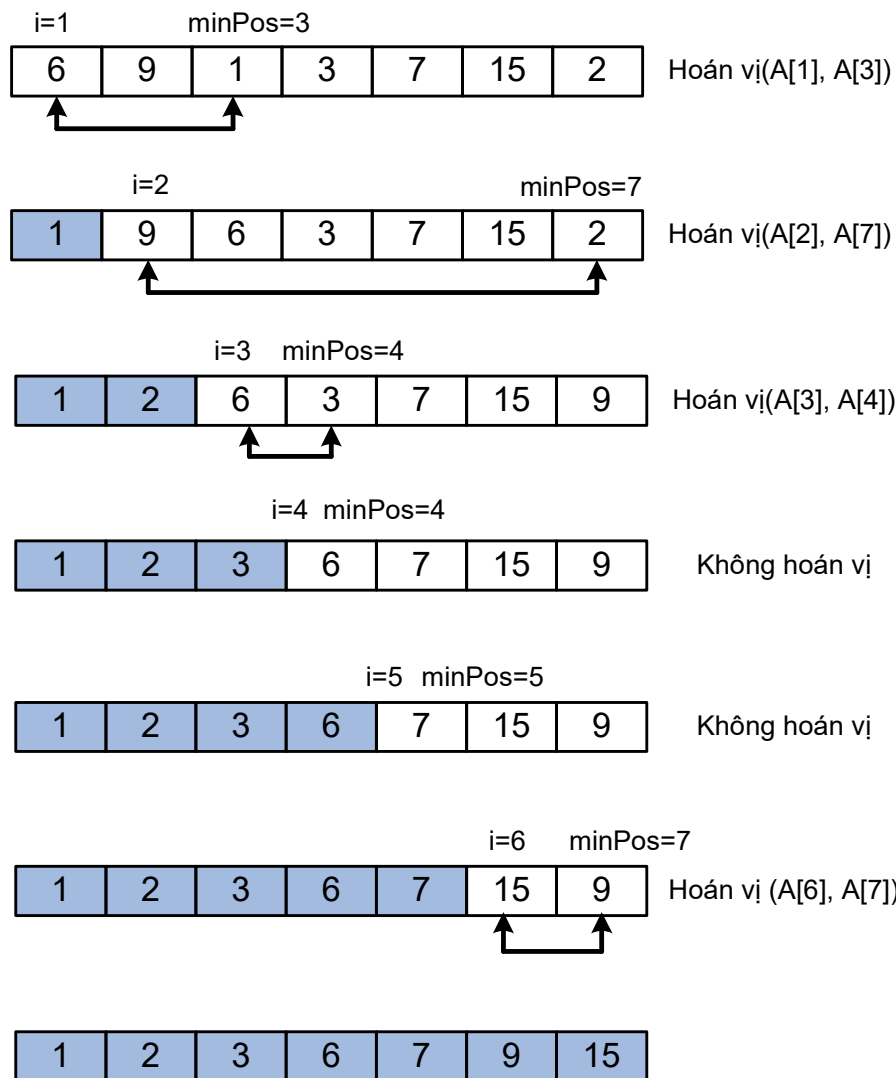 i=1 minPos=3
6 9 1 3 7 15 2 Hoán vị(A[1], A[3])
i=2 minPos=7
1 9 6 3 7 15 2 Hoán vị(A[2], A[7])
i=3 minPos=4
1 2 6 3 7 15 9 Hoán vị(A[3], A[4])
i=4 minPos=4
1 2 3 6 7 15 9 Không hoán vị
i=5 minPos=5
1 2 3 6 7 15 9 Không hoán vị
i=6 minPos=7
1 2 3 6 7 15 9 Hoán vị (A[6], A[7])
1 2 3 6 7 9 15